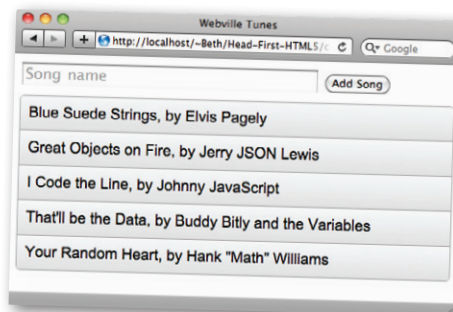 Webville Tunes
http://localhost/~Beth/Head-First-HTML5/c
Google
Song name
Add Song
Blue Suede Strings, by Elvis Pagely
Great Objects on Fire, by Jerry JSON Lewis
I Code the Line, by Johnny JavaScript
That'll be the Data, by Buddy Bitly and the Variables
Your Random Heart, by Hank "Math" Williams